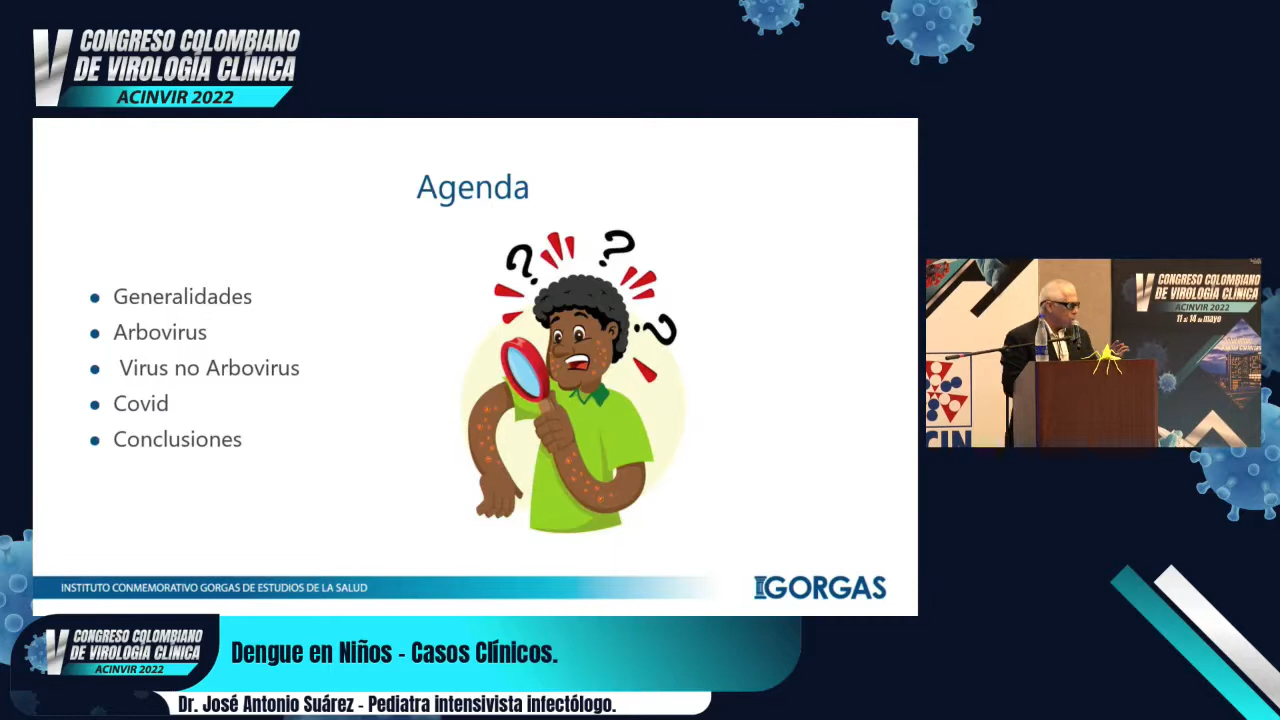 V CONGRESO COLOMBIANO
DE VIROLOGÍA CLÍNICA
ACINVIR 2022
Agenda
? ? ?
Generalidades
Arbovirus
Virus no Arbovirus
Covid
Conclusiones
INSTITUTO CONMEMORATIVO GORGAS DE ESTUDIOS DE LA SALUD
GORGAS
V CONGRESO COLOMBIANO
DE VIROLOGÍA CLÍNICA
ACINVIR 2022
11 al 14 de mayo
CIN
V CONGRESO COLOMBIANO
DE VIROLOGÍA CLÍNICA
ACINVIR 2022
Dengue en Niños - Casos Clínicos.
Dr. José Antonio Suárez - Pediatra intensivista infectólogo.